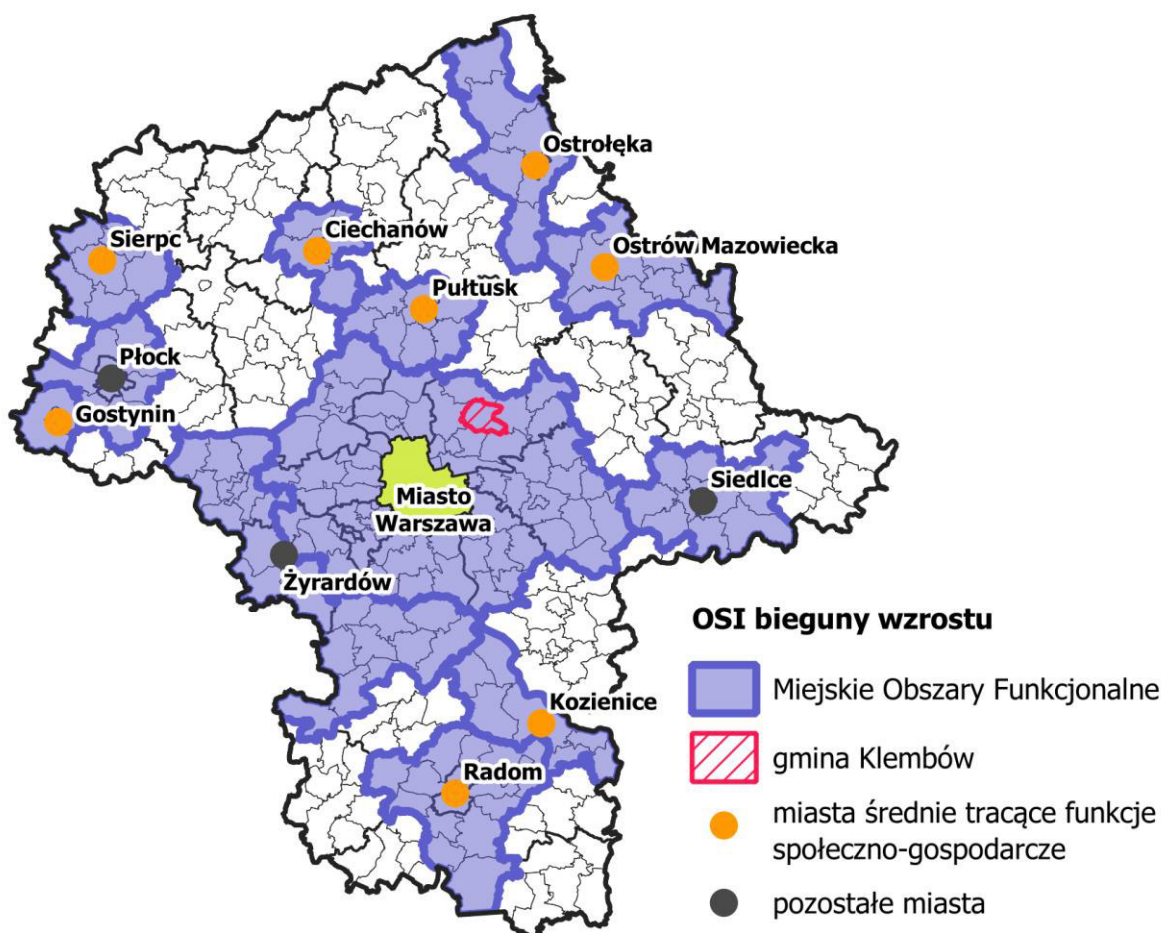 Ostrołęka
Ciechanów
Sierpc
Ostrów Mazowiecka
Pułtusk
Płock
Gostynin
Siedlce
Miasto
Warszawa
Żyrardów
Kozienice
Radom
OSI bieguny wzrostu
Miejskie Obszary Funkcjonalne
gmina Klembów
miasta średnie tracące funkcje
społeczno-gospodarcze
pozostałe miasta